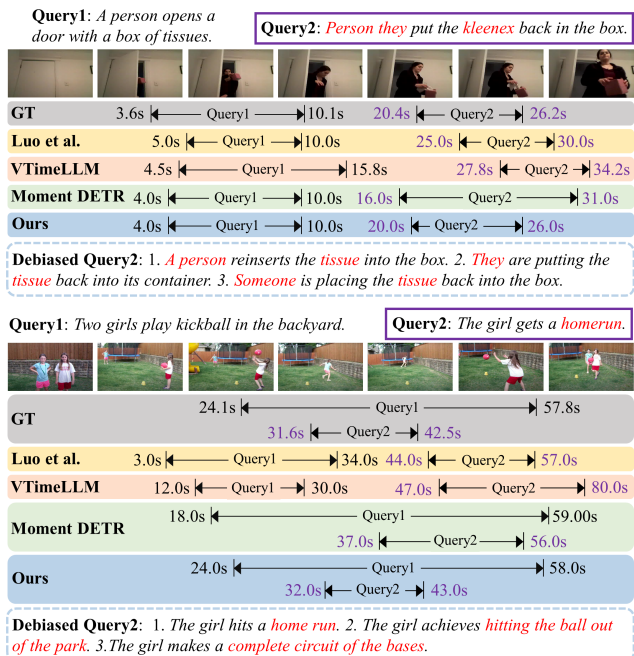 Query1: A person opens a
door with a box of tissues.
Query2: Person they put the kleenex back in the box.
GT 3.6s Query1 10.1s 20.4s Query2 26.2s
Luo et al. 5.0s Query1 10.0s 25.0s Query2 30.0s
VTimeLLM 4.5s Query1 15.8s 27.8s Query2 34.2s
Moment DETR 4.0s Query1 10.0s 16.0s Query2 31.0s
Ours 4.0s Query1 10.0s 20.0s Query2 26.0s
Debiased Query2: 1. A person reinserts the tissue into the box. 2. They are putting the
tissue back into its container. 3. Someone is placing the tissue back into the box.
Query1: Two girls play kickball in the backyard.
Query2: The girl gets a homerun.
GT 24.1s Query1 57.8s
31.6s Query2 42.5s
Luo et al. 3.0s Query1 34.0s 44.0s Query2 57.0s
VTimeLLM 12.0s Query1 30.0s 47.0s Query2 80.0s
Moment DETR 18.0s Query1 59.00s
37.0s Query2 56.0s
Ours 24.0s Query1 58.0s
32.0s Query2 43.0s
Debiased Query2: 1. The girl hits a home run. 2. The girl achieves hitting the ball out
of the park. 3.The girl makes a complete circuit of the bases.